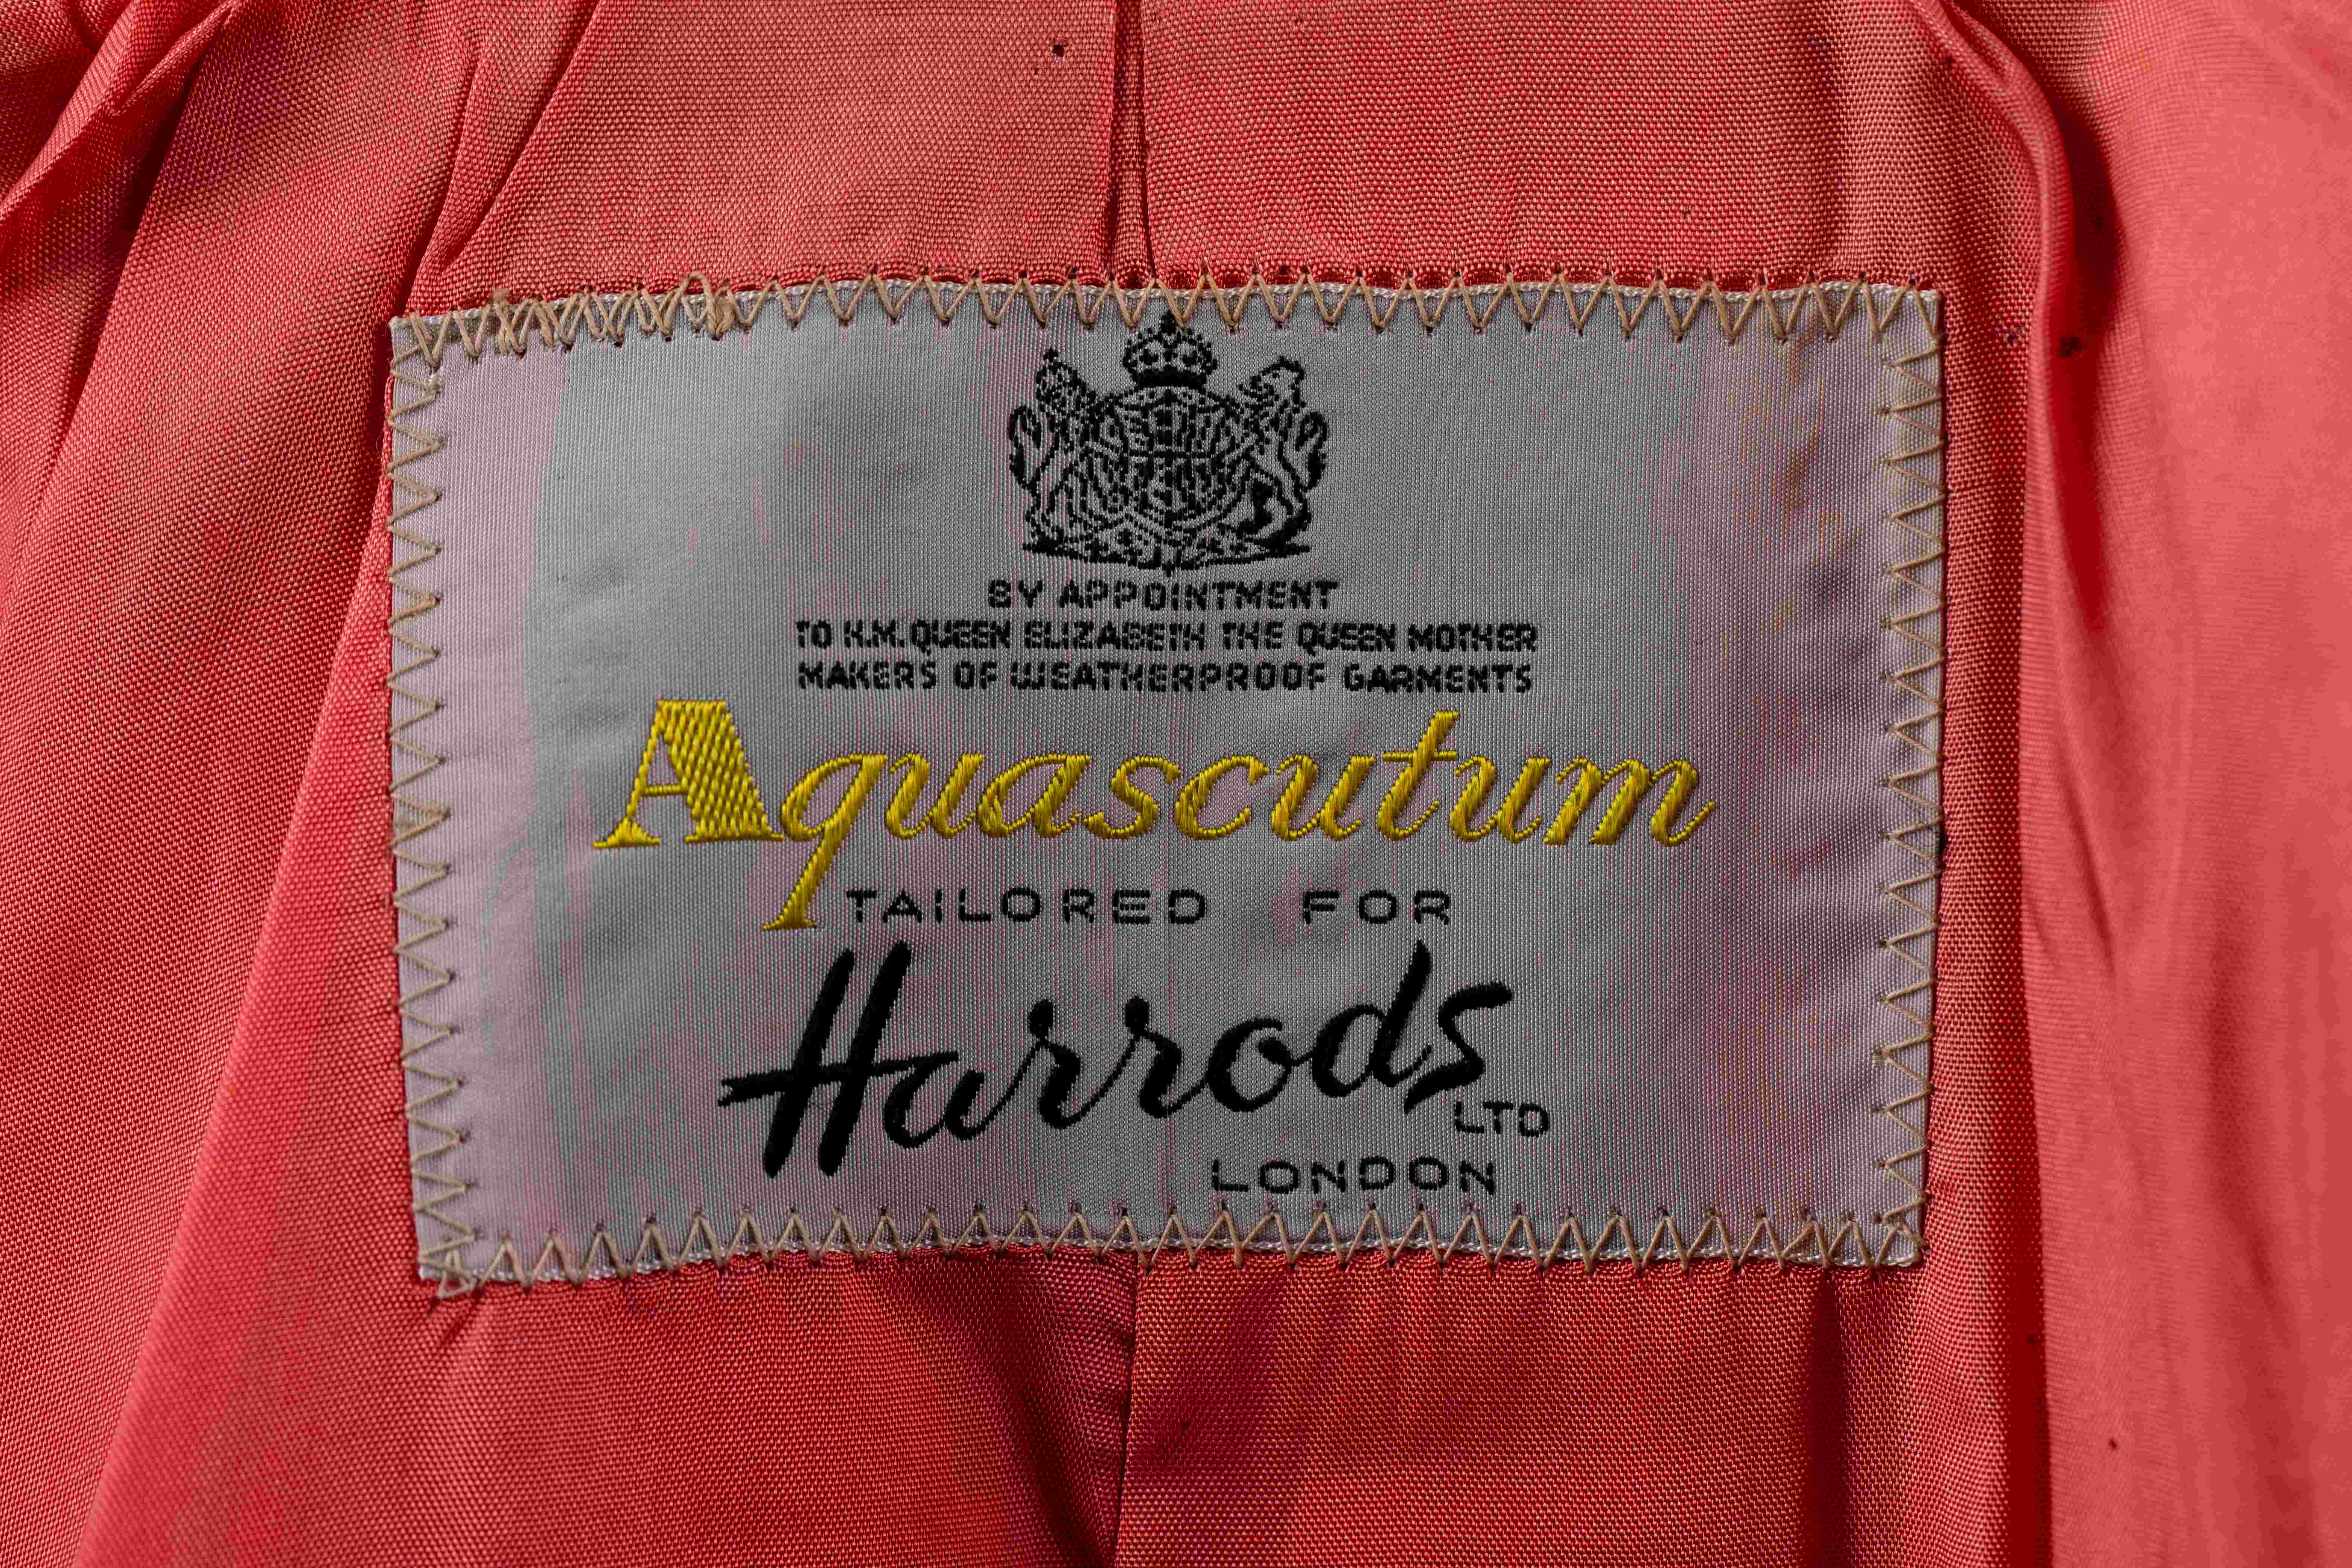 BY APPOINTMENT
TO H.M. QUEEN ELIZABETH THE QUEEN MOTHER
MAKERS OF WEATHERPROOF GARMENTS
Aquascutum
TAILORED FOR
Harrods
LTD
LONDON